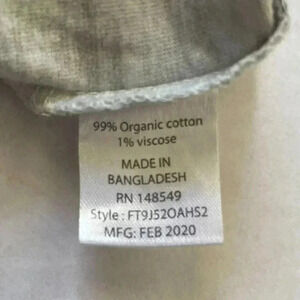 99% Organic cotton
1% viscose
MADE IN
BANGLADESH
RN 148549
Style : FT9J52OAHS2
MFG: FEB 2020